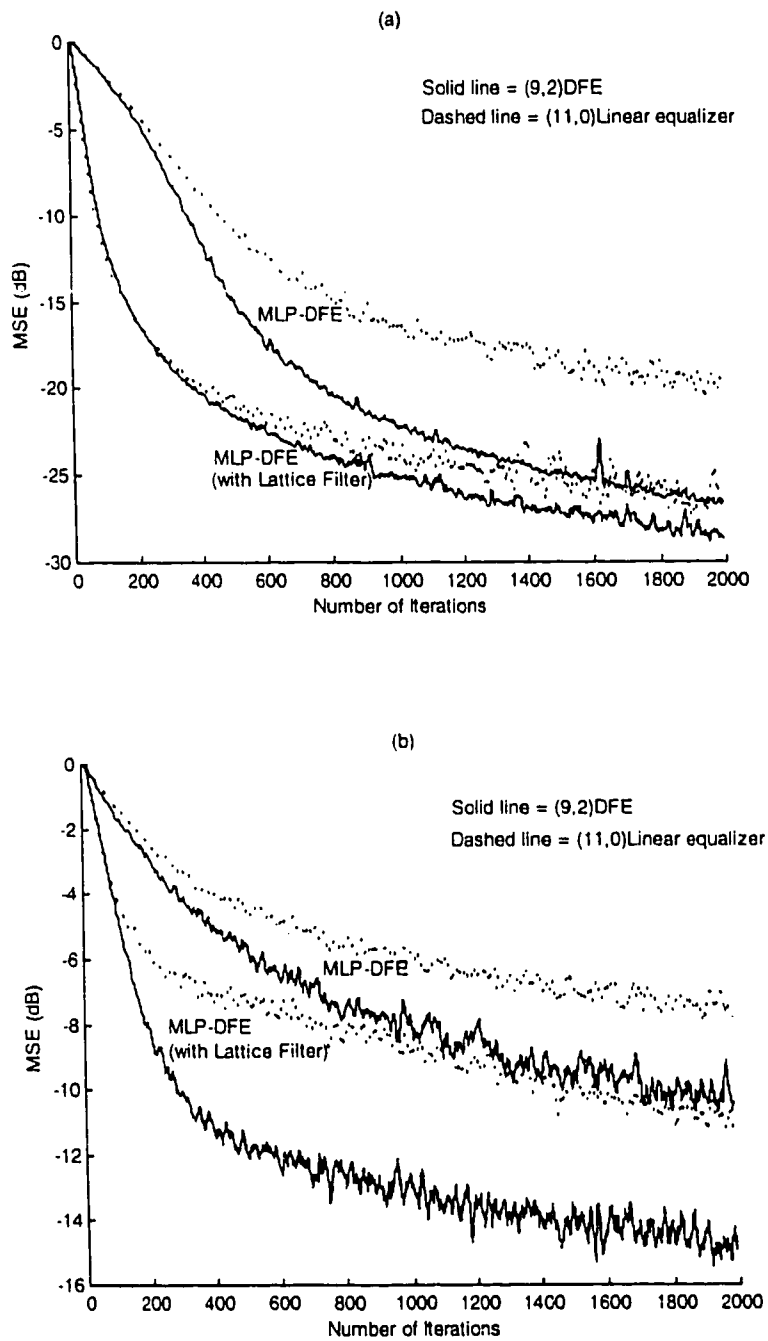 (a)
Solid line = (9,2)DFE
Dashed line = (11,0)Linear equalizer
MSE (dB)
0
-5
-10
-15
-20
-25
-30
MLP-DFE
MLP-DFE
(with Lattice Filter)
0 200 400 600 800 1000 1200 1400 1600 1800 2000
Number of Iterations
(b)
Solid line = (9,2)DFE
Dashed line = (11,0)Linear equalizer
MSE (dB)
0
-2
-4
-6
-8
-10
-12
-14
-16
MLP-DFE
MLP-DFE
(with Lattice Filter)
0 200 400 600 800 1000 1200 1400 1600 1800 2000
Number of Iterations